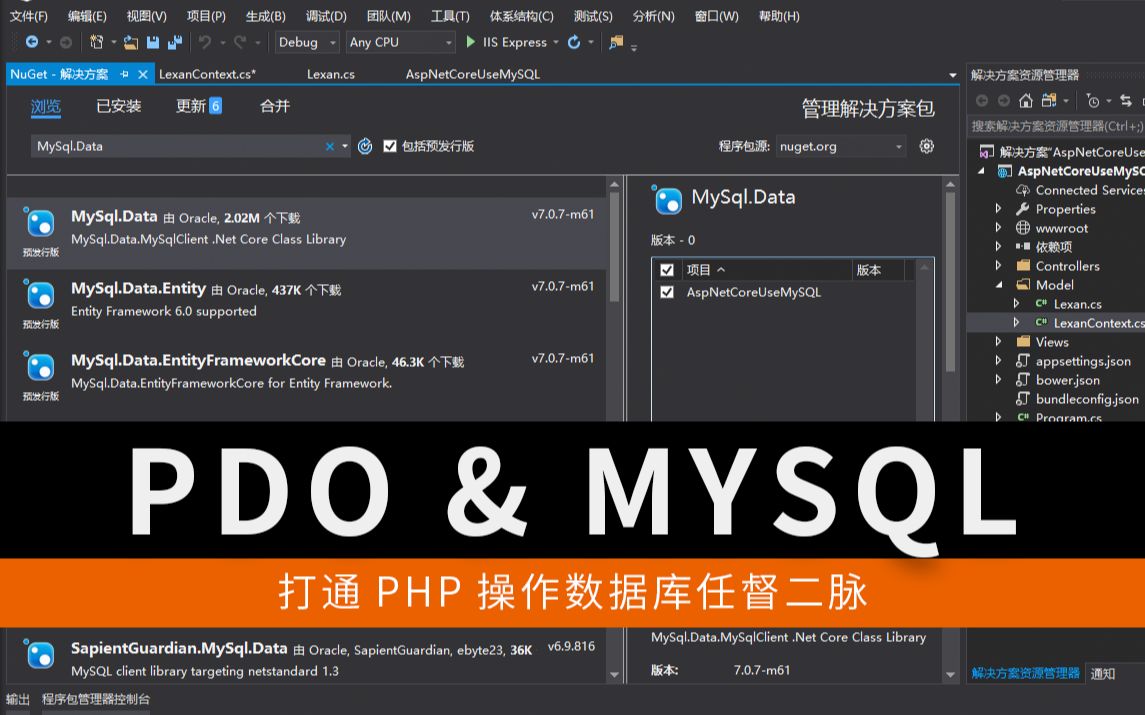 文件(F) 编辑(E) 视图(V) 项目(P) 生成(B) 调试(D) 团队(M) 工具(T) 体系结构(C) 测试(S) 分析(N) 窗口(W) 帮助(H)
Debug Any CPU IIS Express
NuGet - 解决方案 LexanContext.cs* Lexan.cs AspNetCoreUseMySQL
浏览 已安装 更新 6 合并
管理解决方案包
MySql.Data
包括预发行版
程序包源: nuget.org
MySql.Data 由 Oracle, 2.02M 个下载 v7.0.7-m61
MySql.Data.MySqlClient .Net Core Class Library
预发行版
MySql.Data.Entity 由 Oracle, 437K 个下载 v7.0.7-m61
Entity Framework 6.0 supported
预发行版
MySql.Data.EntityFrameworkCore 由 Oracle, 46.3K 个下载 v7.0.7-m61
MySql.Data.EntityFrameworkCore for Entity Framework.
预发行版
MySql.Data
版本 - 0
项目 版本
AspNetCoreUseMySQL
解决方案资源管理器
搜索解决方案资源管理器(Ctrl+;)
解决方案"AspNetCoreUse
AspNetCoreUseMySC
Connected Services
Properties
wwwroot
依赖项
Controllers
Model
C# Lexan.cs
C# LexanContext.cs
Views
appsettings.json
bower.json
bundleconfig.json
C# Program.cs
PDO & MYSQL
打通 PHP 操作数据库任督二脉
SapientGuardian.MySql.Data 由 Oracle, SapientGuardian, ebyte23, 36K v6.9.816
MySQL client library targeting netstandard 1.3
MySql.Data.MySqlClient .Net Core Class Library
版本: 7.0.7-m61
解决方案资源管理器 通知
输出 程序包管理器控制台